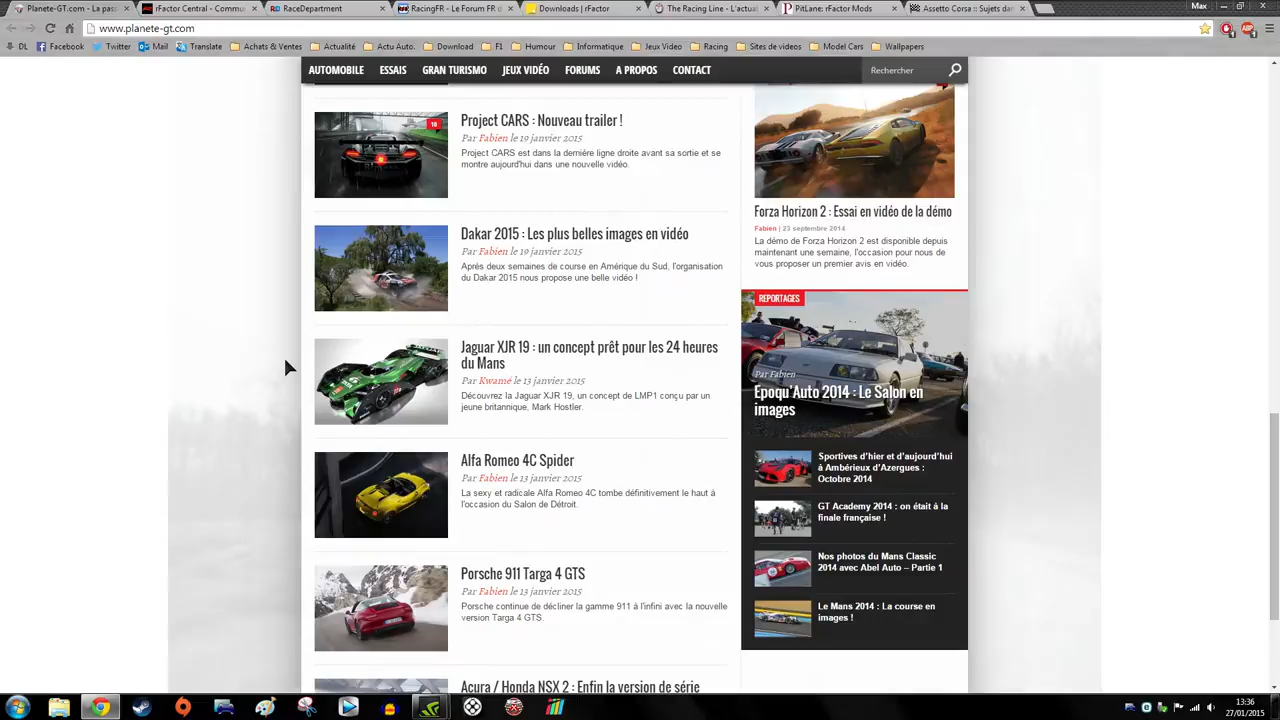 Planete-GT.com - La pass
rFactor Central - Commu
RaceDepartment
RacingFR - Le Forum FR d
Downloads | rFactor
The Racing Line - L'actual
PitLane: rFactor Mods
Assetto Corsa :: Sujets dan
Max
www.planete-gt.com
DL Facebook Twitter Mail Translate Achats & Ventes Actualité Actu Auto. Download F1 Humour Informatique Jeux Video Racing Sites de videos Model Cars Wallpapers
AUTOMOBILE ESSAIS GRAN TURISMO JEUX VIDÉO FORUMS A PROPOS CONTACT Rechercher
Project CARS : Nouveau trailer !
Par Fabien le 19 janvier 2015
Project CARS est dans la dernière ligne droite avant sa sortie et se
montre aujourd'hui dans une nouvelle vidéo.
Dakar 2015 : Les plus belles images en vidéo
Par Fabien le 19 janvier 2015
Après deux semaines de course en Amérique du Sud, l'organisation
du Dakar 2015 nous propose une belle vidéo !
Jaguar XJR 19 : un concept prêt pour les 24 heures
du Mans
Par Kwamé le 13 janvier 2015
Découvrez la Jaguar XJR 19, un concept de LMP1 conçu par un
jeune britannique, Mark Hostler.
Alfa Romeo 4C Spider
Par Fabien le 13 janvier 2015
La sexy et radicale Alfa Romeo 4C tombe définitivement le haut à
l'occasion du Salon de Détroit.
Porsche 911 Targa 4 GTS
Par Fabien le 13 janvier 2015
Porsche continue de décliner la gamme 911 à l'infini avec la nouvelle
version Targa 4 GTS.
Acura / Honda NSX 2 : Enfin la version de série
Forza Horizon 2 : Essai en vidéo de la démo
Fabien | 23 septembre 2014
La démo de Forza Horizon 2 est disponible depuis
maintenant une semaine, l'occasion pour nous de
vous proposer un premier avis en vidéo.
REPORTAGES
Par Fabien
Epoqu'Auto 2014 : Le Salon en
images
Sportives d'hier et d'aujourd'hui
à Ambérieux d'Azergues :
Octobre 2014
GT Academy 2014 : on était à la
finale française !
Nos photos du Mans Classic
2014 avec Abel Auto – Partie 1
Le Mans 2014 : La course en
images !
13:36
27/01/2015